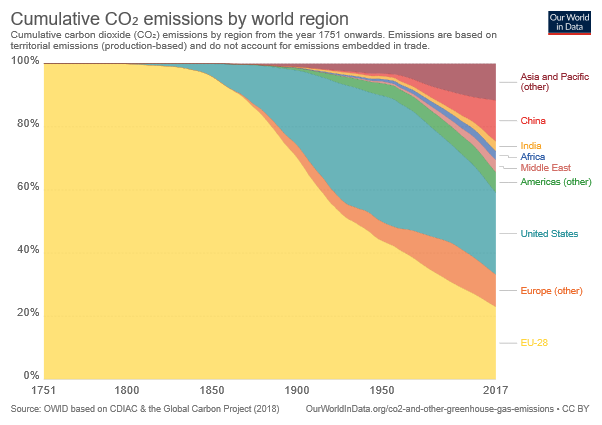 Cumulative CO₂ emissions by world region
Our World
in Data
Cumulative carbon dioxide (CO₂) emissions by region from the year 1751 onwards. Emissions are based on
territorial emissions (production-based) and do not account for emissions embedded in trade.
100%
80%
60%
40%
20%
0%
Asia and Pacific
(other)
China
India
Africa
Middle East
Americas (other)
United States
Europe (other)
EU-28
1751
1800
1850
1900
1950
2017
Source: OWID based on CDIAC & the Global Carbon Project (2018)
OurWorldInData.org/co2-and-other-greenhouse-gas-emissions • CC BY